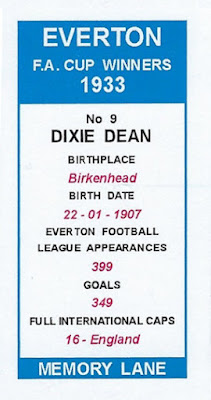 EVERTON
F.A. CUP WINNERS
1933
No 9
DIXIE DEAN
BIRTHPLACE
Birkenhead
BIRTH DATE
22 - 01 - 1907
EVERTON FOOTBALL
LEAGUE APPEARANCES
399
GOALS
349
FULL INTERNATIONAL CAPS
16 - England
MEMORY LANE